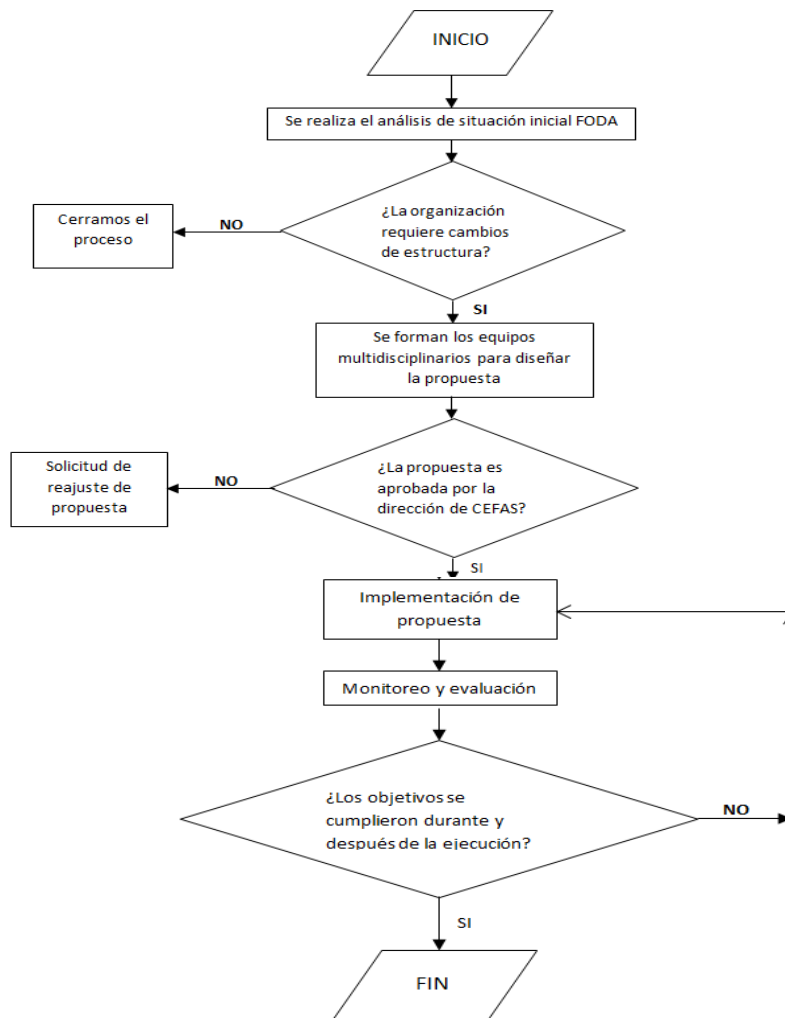 INICIO
Se realiza el análisis de situación inicial FODA
¿La organización
requiere cambios
de estructura?
NO
Cerramos el
proceso
SI
Se forman los equipos
multidisciplinarios para diseñar
la propuesta
¿La propuesta es
aprobada por la
dirección de CEFAS?
NO
Solicitud de
reajuste de
propuesta
SI
Implementación de
propuesta
Monitoreo y evaluación
¿Los objetivos se
cumplieron durante y
después de la ejecución?
NO
SI
FIN